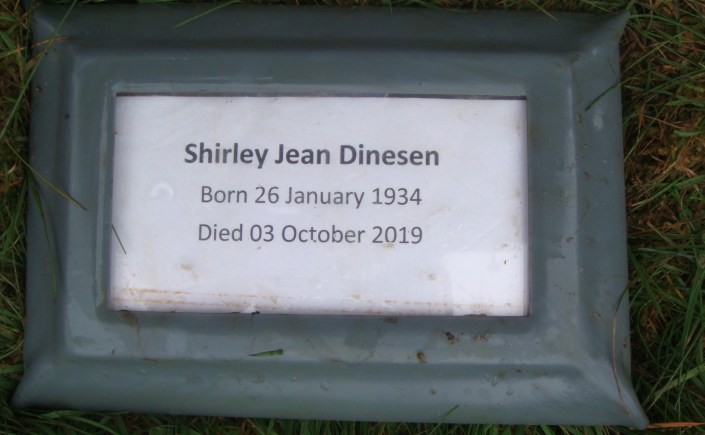 Shirley Jean Dinesen
Born 26 January 1934
Died 03 October 2019